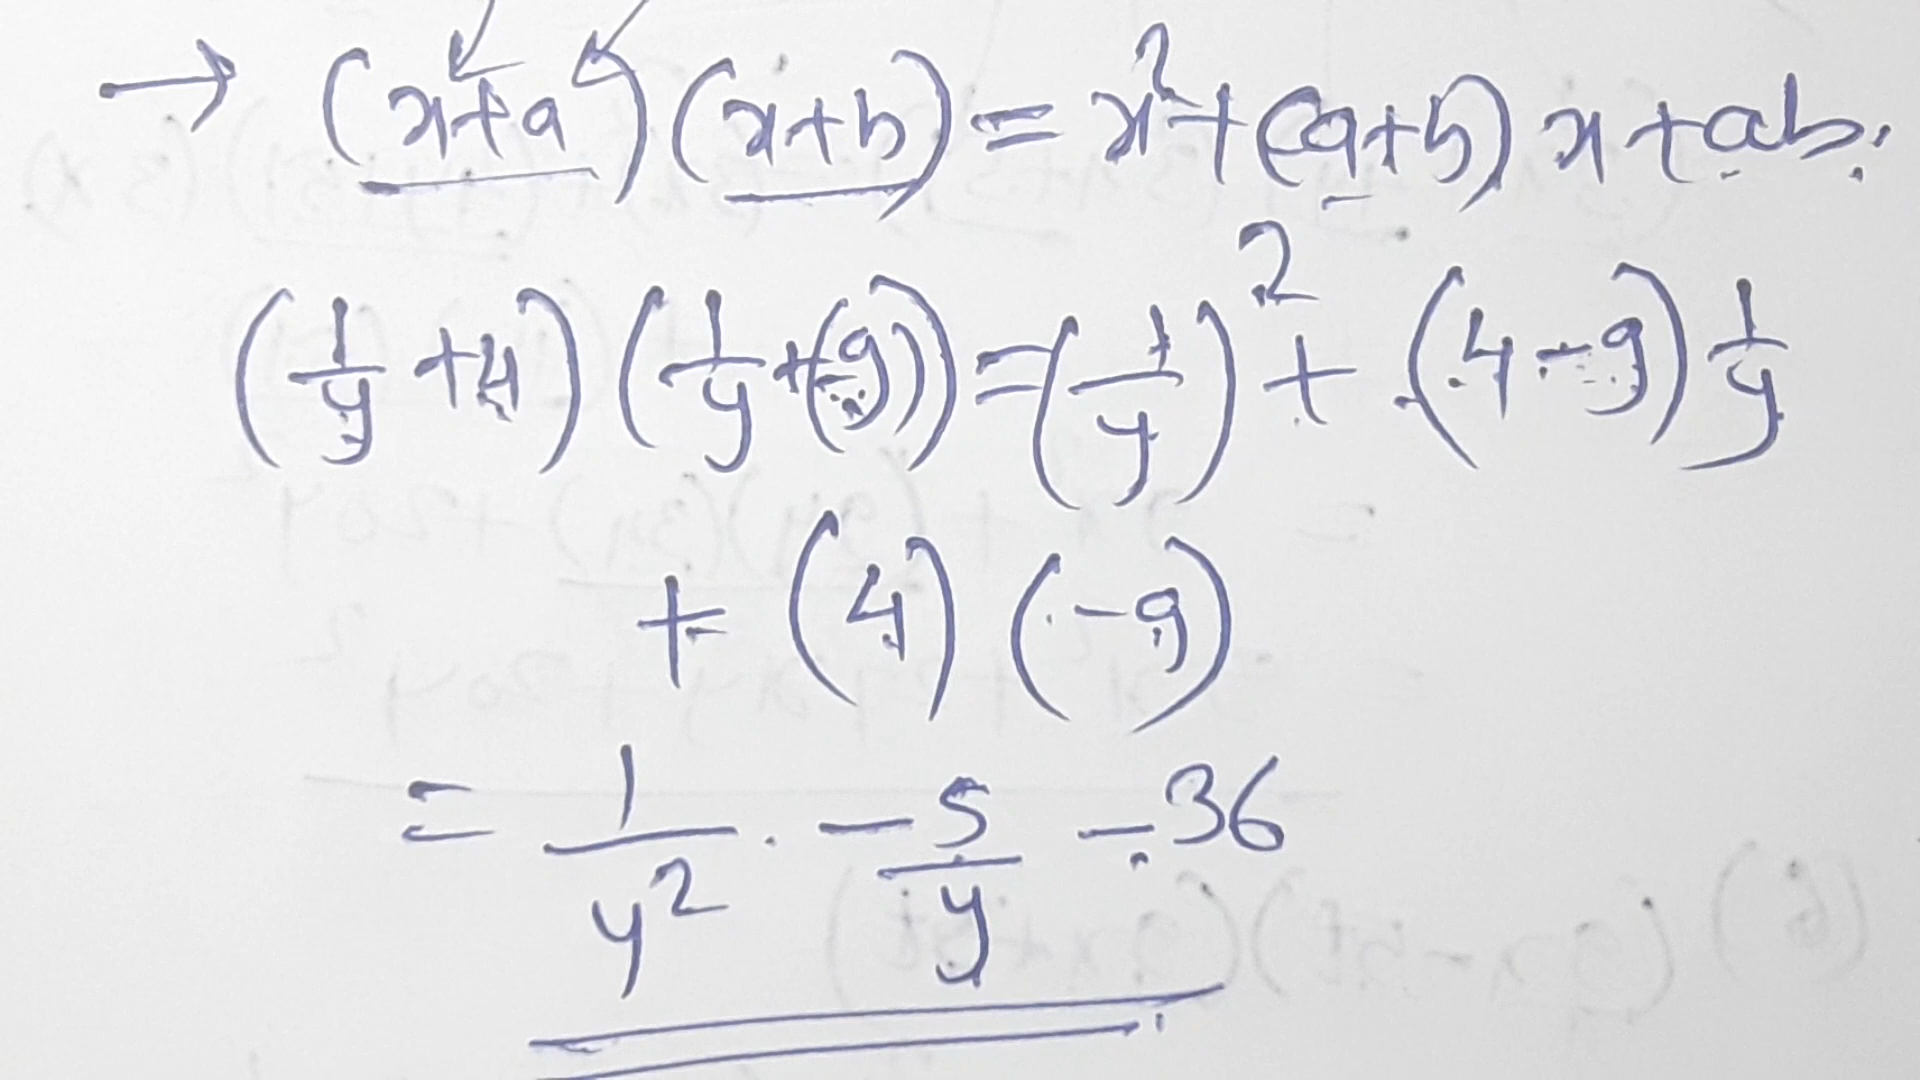 → (x+a)(x+b) = x²+(a+b)x+ab.
(1/y +4)(1/y+(-9)) = (1/y)² + (4-9) 1/y
+ (4) (-9)
= 1/y² - 5/y - 36